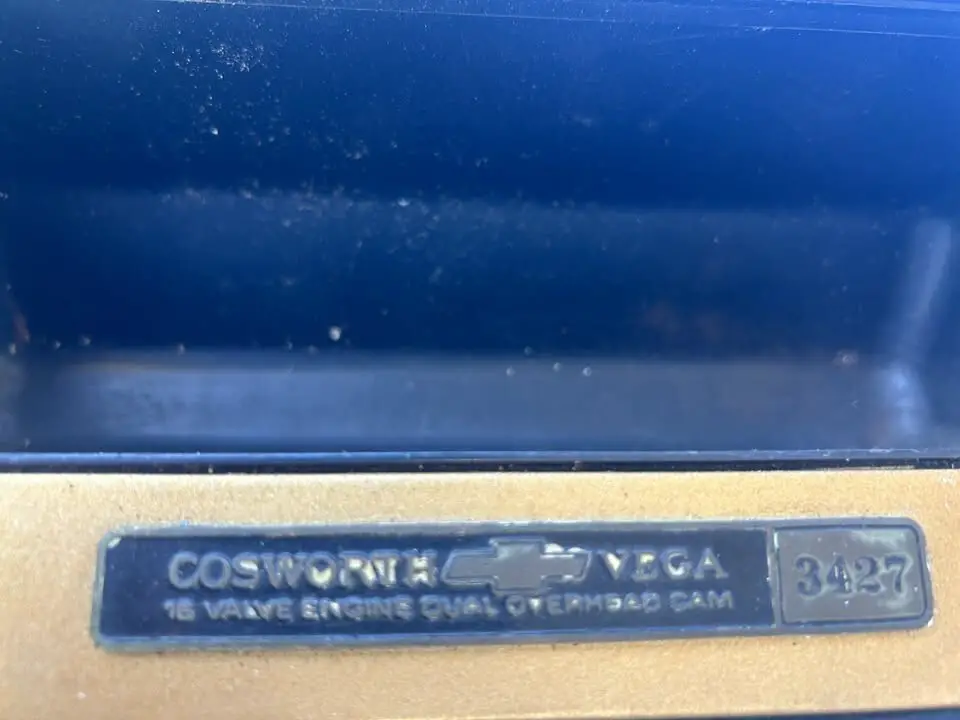 COSWORTH VEGA 3427
16 VALVE ENGINE DUAL OVERHEAD CAM